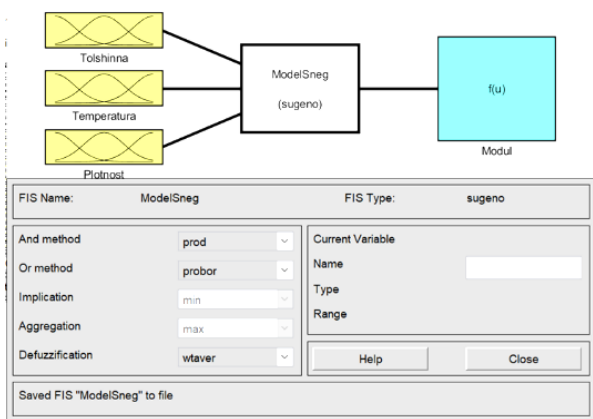 Tolshinna
Temperatura
Plotnost
ModelSneg
(sugeno)
f(u)
Modul
FIS Name: ModelSneg FIS Type: sugeno
And method prod
Or method probor
Implication min
Aggregation max
Defuzzification wtaver
Current Variable
Name
Type
Range
Help Close
Saved FIS "ModelSneg" to file